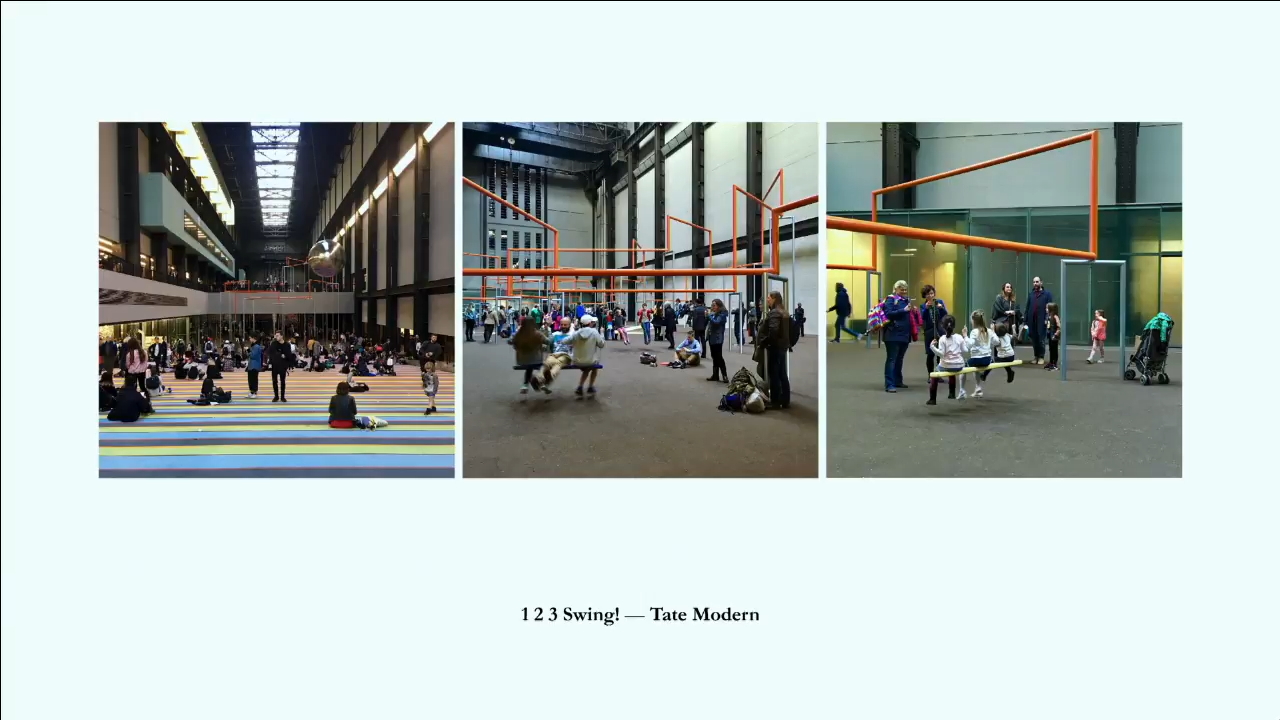 1 2 3 Swing! — Tate Modern